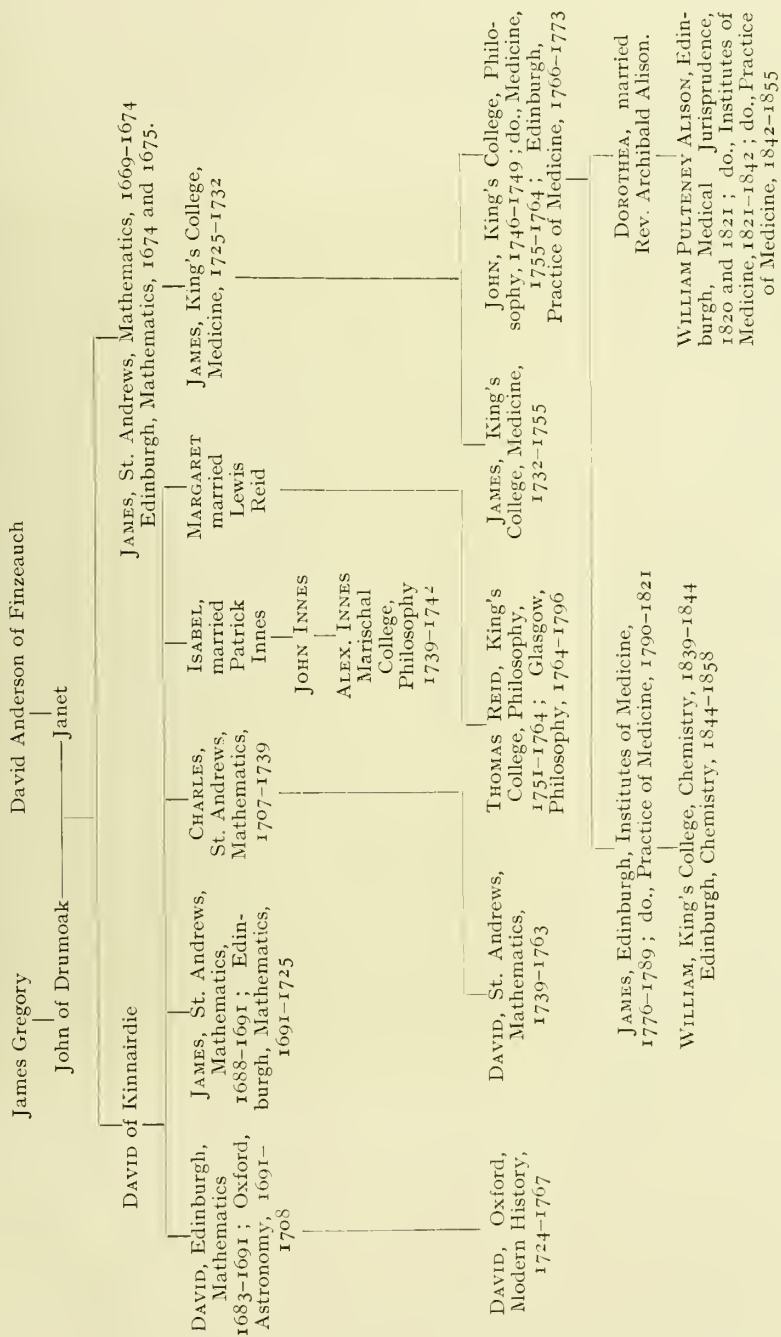 James Gregory
David Anderson of Finzeauch
John of Drumoak
Janet
DAVID of Kinnairdie
JAMES, St. Andrews, Mathematics, 1669–1674
Edinburgh, Mathematics, 1674 and 1675.
DAVID, Edinburgh,
Mathematics
1683–1691 ; Oxford,
Astronomy, 1691–
1708
JAMES, St. Andrews,
Mathematics,
1688–1691 ; Edin-
burgh, Mathematics,
1691–1725
CHARLES,
St. Andrews,
Mathematics,
1707–1739
ISABEL,
married
Patrick
Innes
MARGARET
married
Lewis
Reid
JAMES, King's College,
Medicine, 1725–1732
JOHN INNES
ALEX. INNES
Marischal
College,
Philosophy
1739–1742
DAVID, Oxford,
Modern History,
1724–1767
DAVID, St. Andrews,
Mathematics,
1739–1763
THOMAS REID, King's
College, Philosophy,
1751–1764 ; Glasgow,
Philosophy, 1764–1796
JAMES, King's
College, Medicine,
1732–1755
JOHN, King's College, Philo-
sophy, 1746–1749 ; do., Medicine,
1755–1764 ; Edinburgh,
Practice of Medicine, 1766–1773
JAMES, Edinburgh, Institutes of Medicine,
1776–1789 ; do., Practice of Medicine, 1790–1821
DOROTHEA, married
Rev. Archibald Alison.
WILLIAM, King's College, Chemistry, 1839–1844
Edinburgh, Chemistry, 1844–1858
WILLIAM PULTENEY ALISON, Edin-
burgh, Medical Jurisprudence,
1820 and 1821 ; do., Institutes of
Medicine, 1821–1842 ; do., Practice
of Medicine, 1842–1855